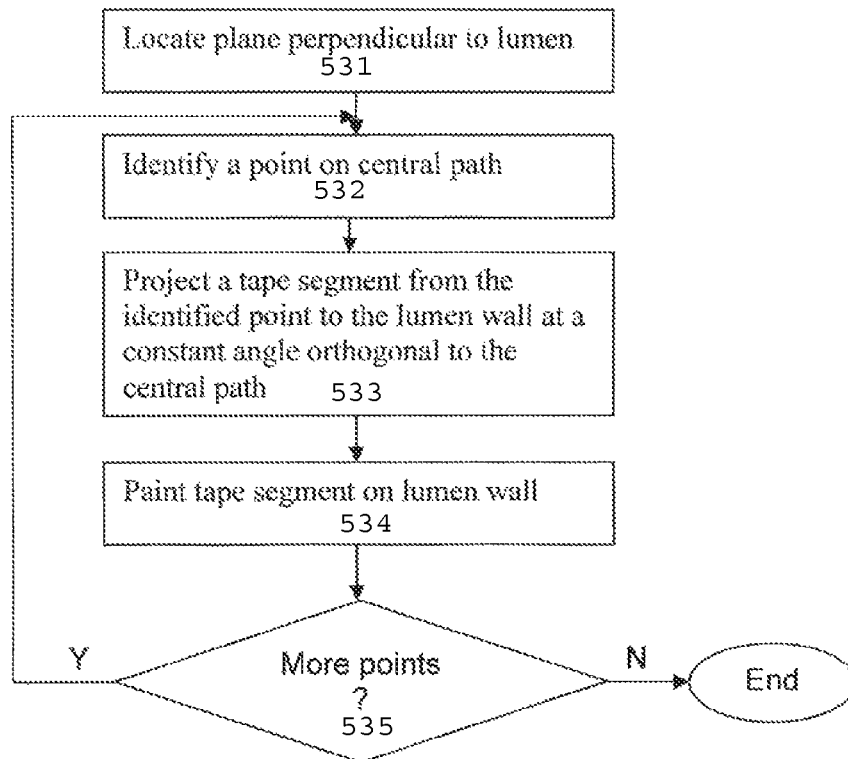 Locate plane perpendicular to lumen
531
Identify a point on central path
532
Project a tape segment from the
identified point to the lumen wall at a
constant angle orthogonal to the
central path 533
Paint tape segment on lumen wall
534
Y
More points
?
535
N
End